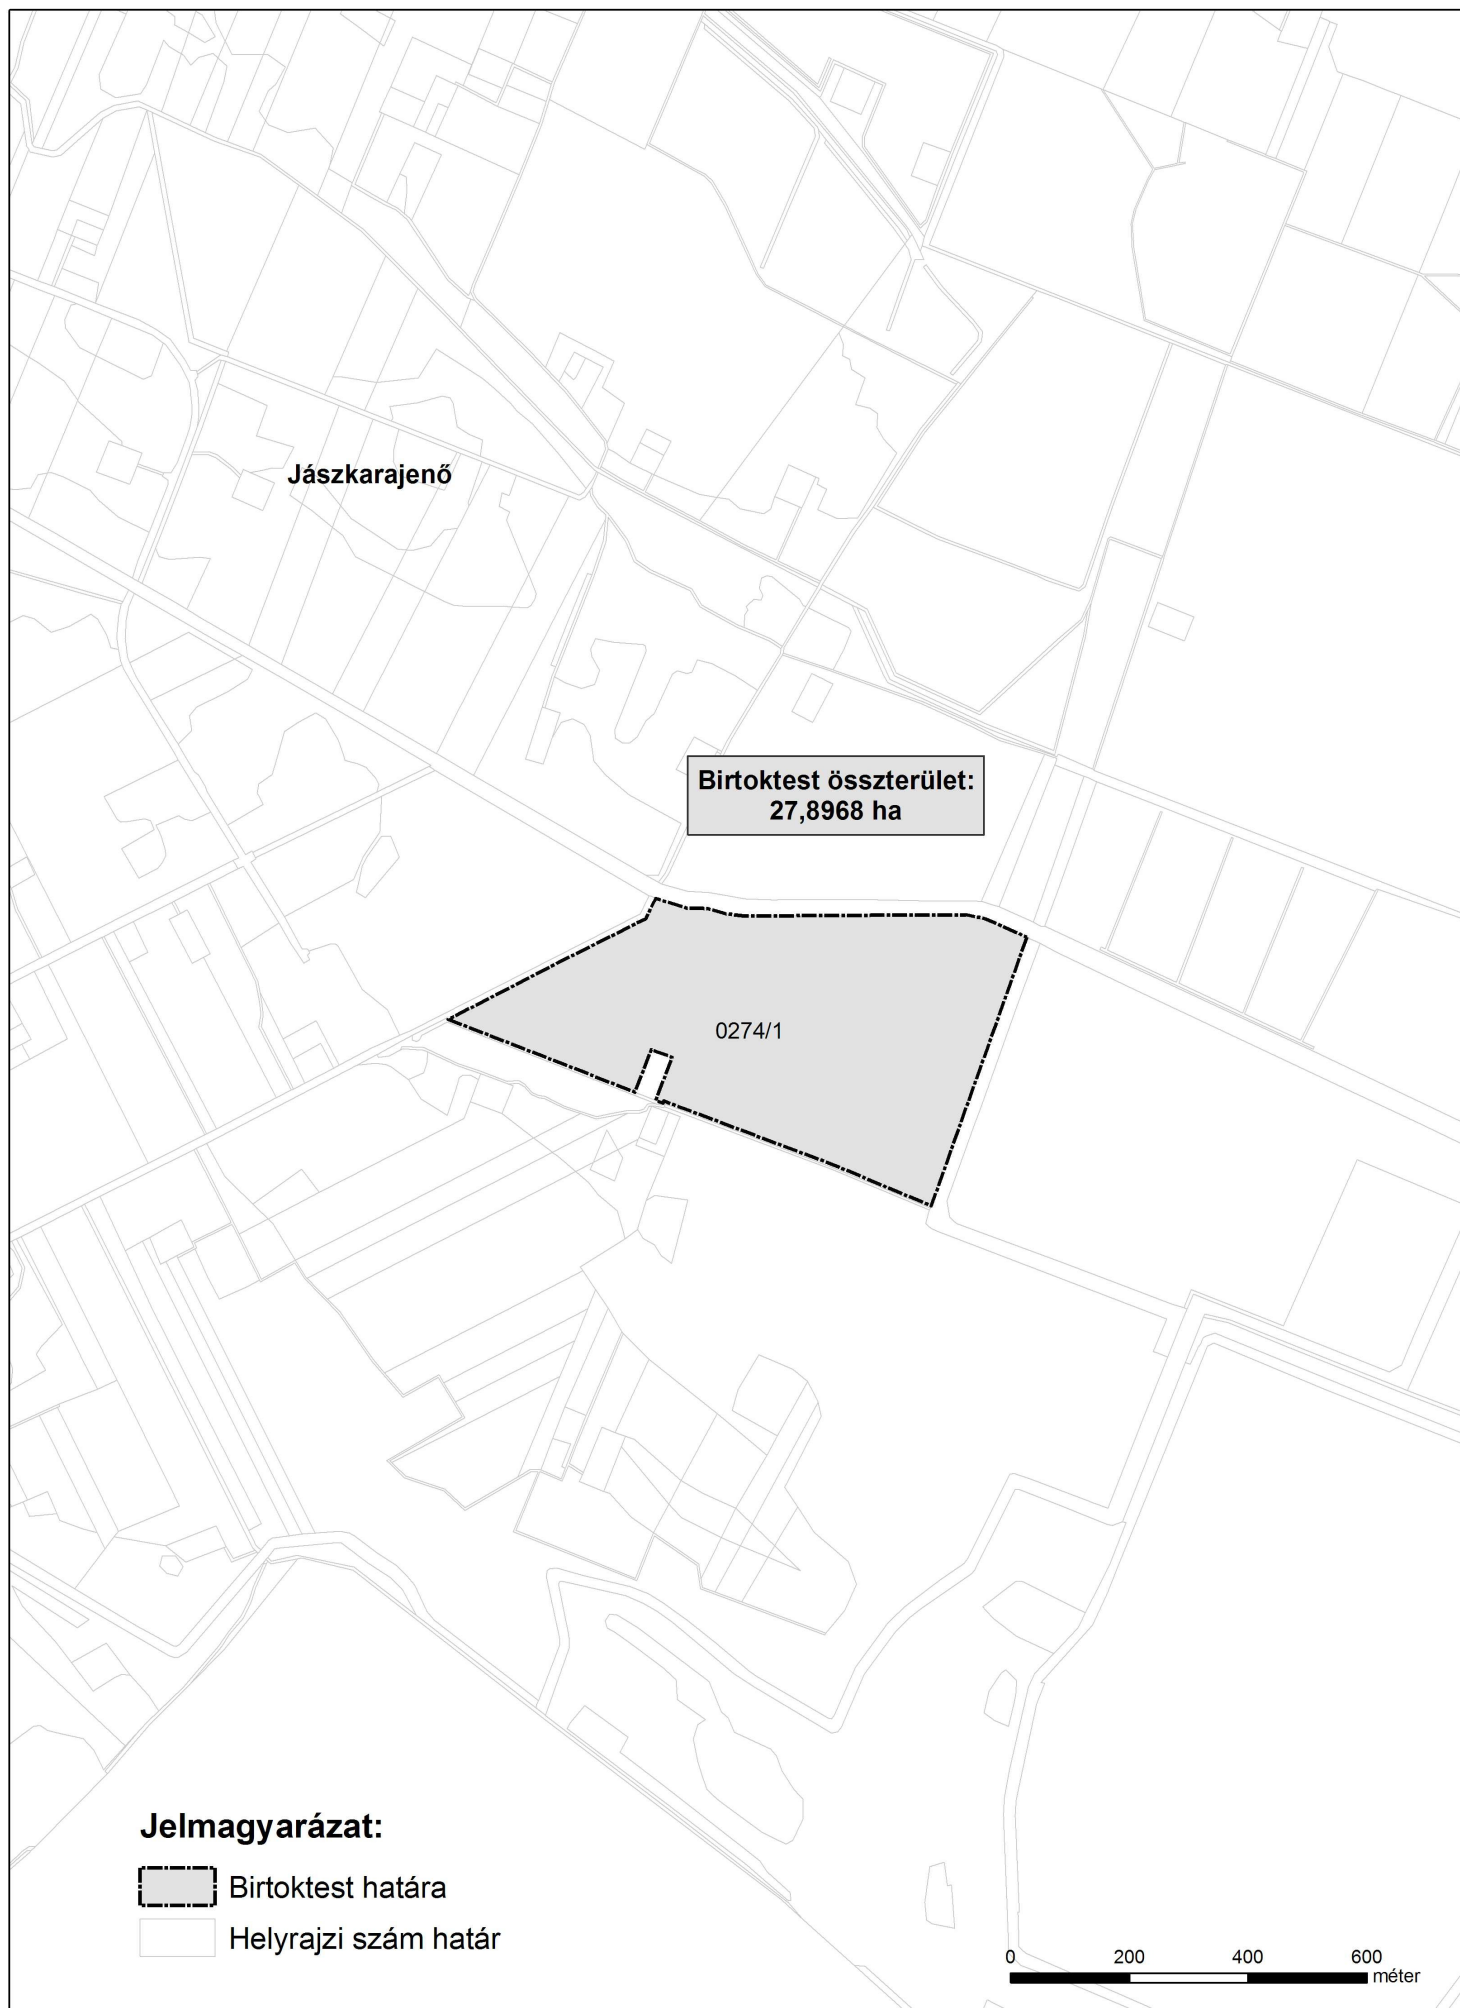 Jászkarajenő
Birtoktest összterület:
27,8968 ha
0274/1
Jelmagyarázat:
Birtoktest határa
Helyrajzi szám határ
0 200 400 600
méter